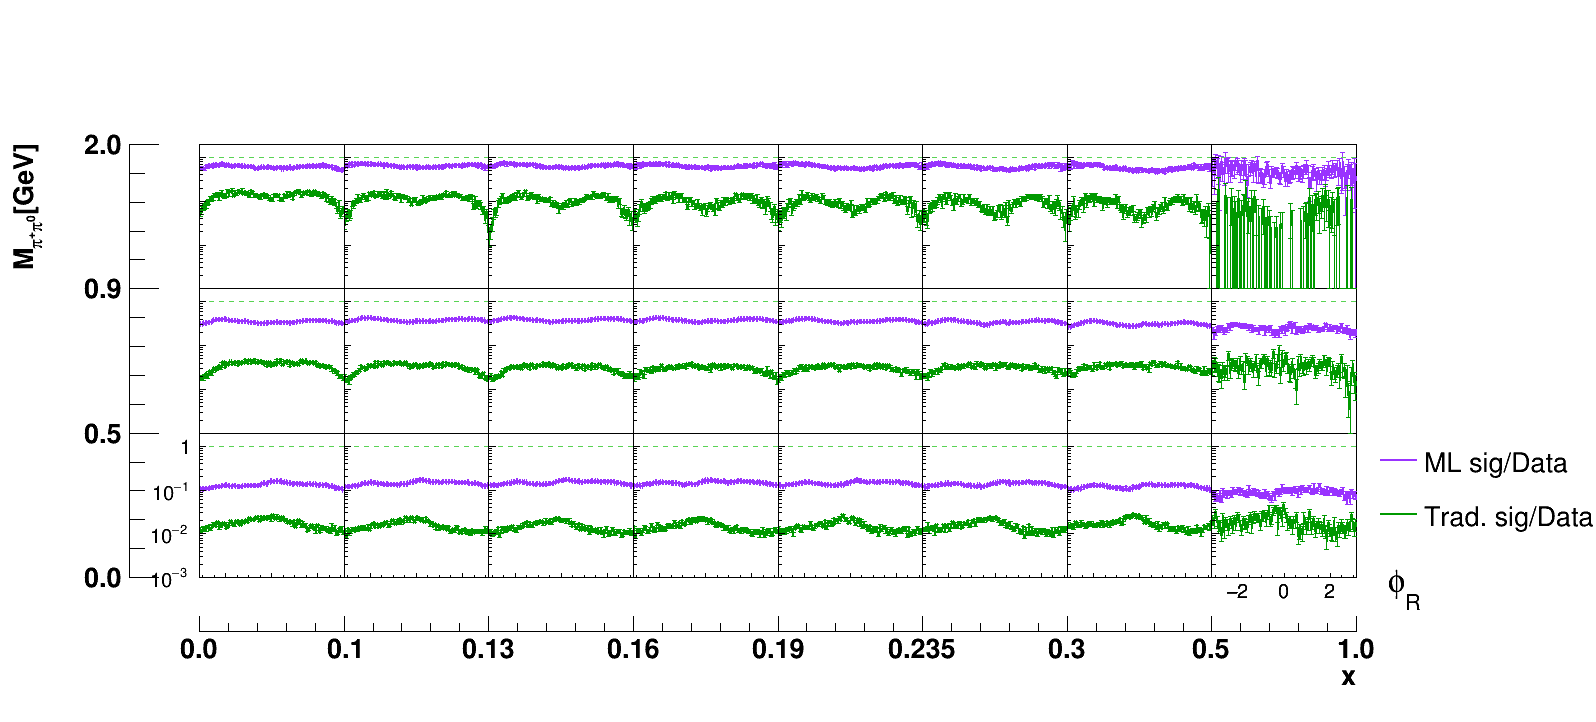 M_{π⁺π⁰}[GeV]
2.0
0.9
0.5
0.0
1
10⁻¹
10⁻²
10⁻³
ML sig/Data
Trad. sig/Data
−2 0 2
ϕ_R
0.0 0.1 0.13 0.16 0.19 0.235 0.3 0.5 1.0
x